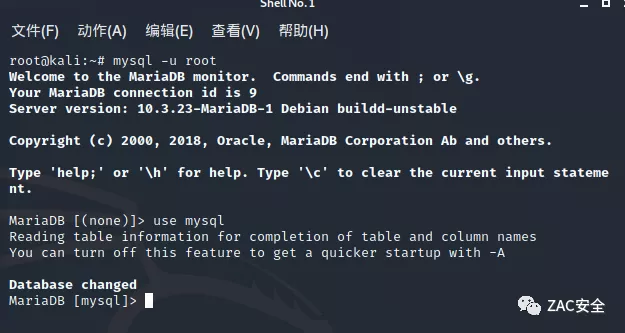 Shell No. 1
文件(F) 动作(A) 编辑(E) 查看(V) 帮助(H)
root@kali:~# mysql -u root
Welcome to the MariaDB monitor.  Commands end with ; or \g.
Your MariaDB connection id is 9
Server version: 10.3.23-MariaDB-1 Debian buildd-unstable
Copyright (c) 2000, 2018, Oracle, MariaDB Corporation Ab and others.
Type 'help;' or '\h' for help. Type '\c' to clear the current input stateme
nt.
MariaDB [(none)]> use mysql
Reading table information for completion of table and column names
You can turn off this feature to get a quicker startup with -A
Database changed
MariaDB [mysql]>
ZAC安全